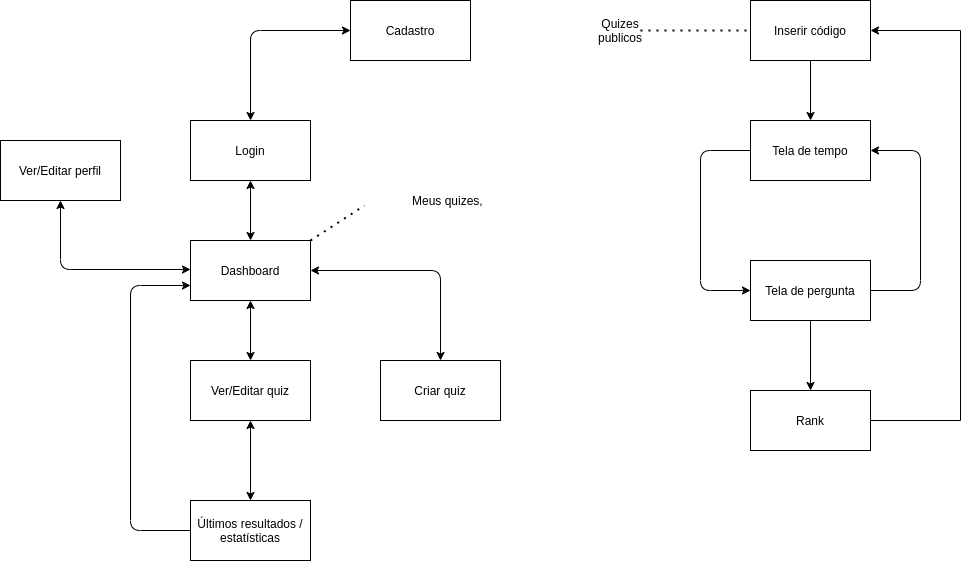 Cadastro
Quizes
publicos
Inserir código
Login
Tela de tempo
Ver/Editar perfil
Meus quizes,
Dashboard
Tela de pergunta
Ver/Editar quiz
Criar quiz
Rank
Últimos resultados /
estatísticas